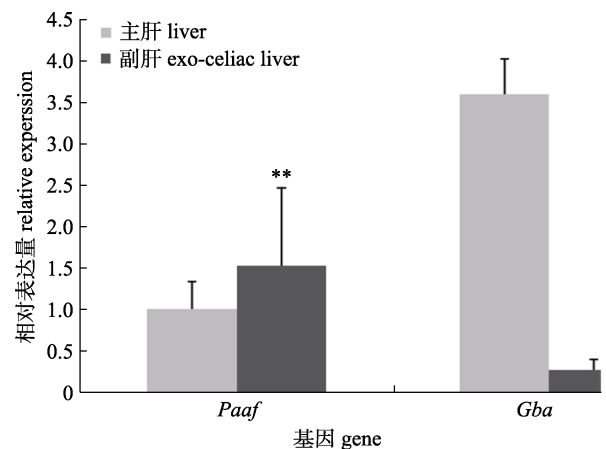 主肝 liver
副肝 exo-celiac liver
相对表达量 relative experssion
4.5
4.0
3.5
3.0
2.5
2.0
1.5
1.0
0.5
0
**
Paaf Gba
基因 gene